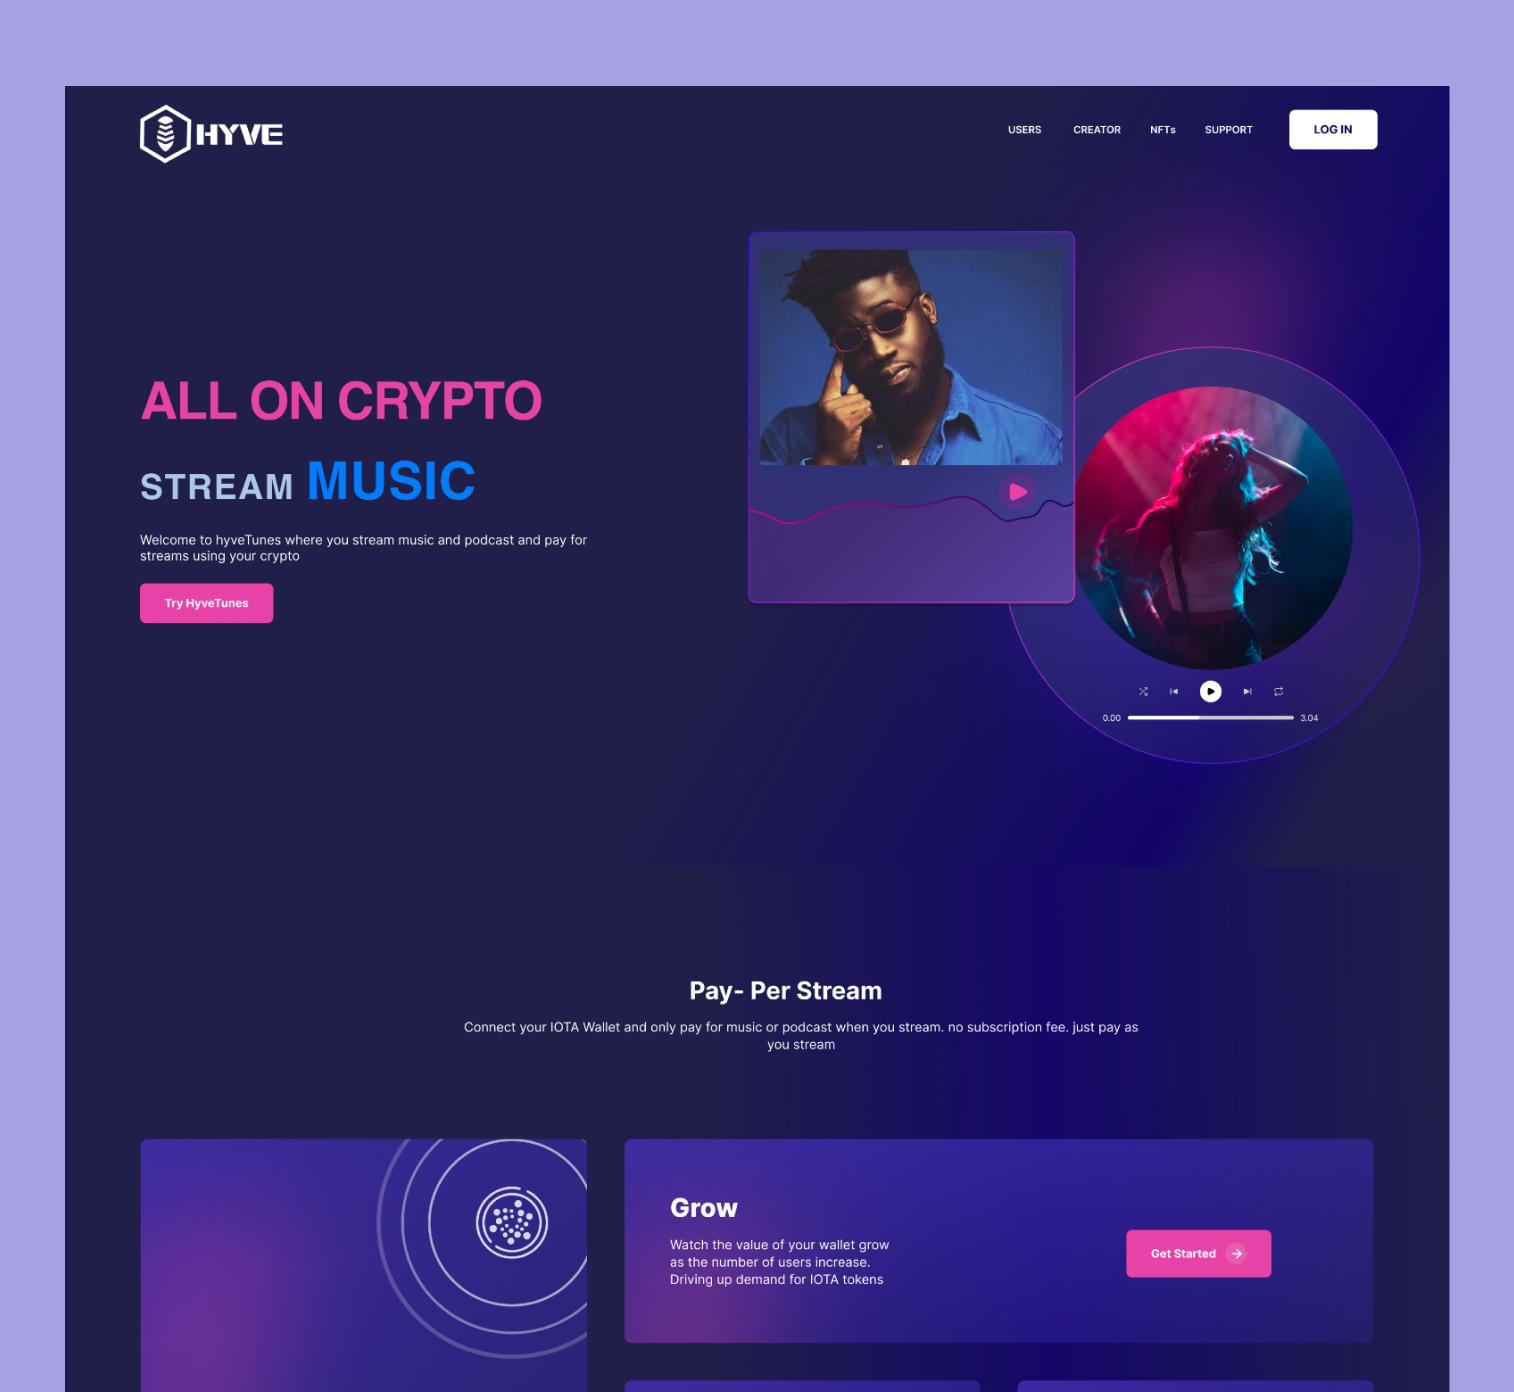 HYVE
USERS CREATOR NFTs SUPPORT LOG IN
ALL ON CRYPTO
STREAM MUSIC
Welcome to hyveTunes where you stream music and podcast and pay for
streams using your crypto
Try HyveTunes
0.00 3.04
Pay- Per Stream
Connect your IOTA Wallet and only pay for music or podcast when you stream. no subscription fee. just pay as
you stream
Grow
Watch the value of your wallet grow
as the number of users increase.
Driving up demand for IOTA tokens
Get Started